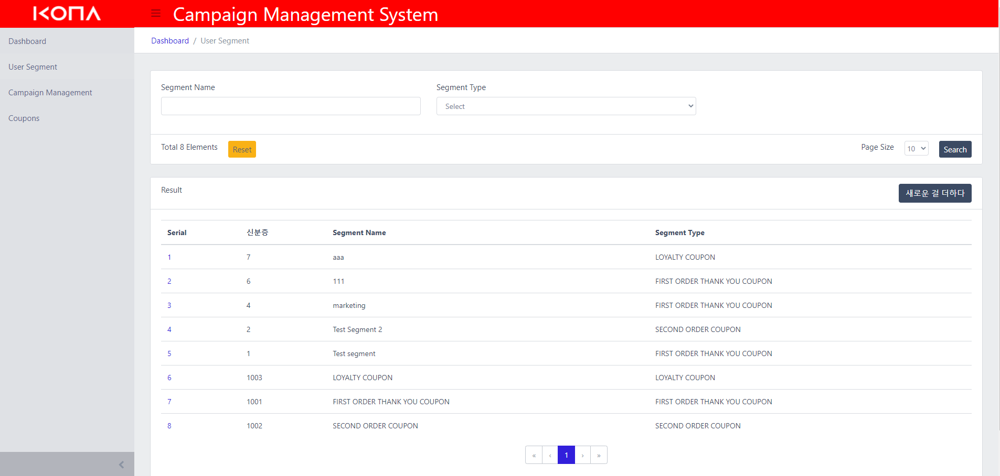 KONA
Campaign Management System
Dashboard
User Segment
Campaign Management
Coupons
Dashboard / User Segment
Segment Name
Segment Type
Select
Total 8 Elements
Reset
Page Size
10
Search
Result
새로운 걸 더하다
Serial 신분증 Segment Name Segment Type
1 7 aaa LOYALTY COUPON
2 6 111 FIRST ORDER THANK YOU COUPON
3 4 marketing FIRST ORDER THANK YOU COUPON
4 2 Test Segment 2 SECOND ORDER COUPON
5 1 Test segment FIRST ORDER THANK YOU COUPON
6 1003 LOYALTY COUPON LOYALTY COUPON
7 1001 FIRST ORDER THANK YOU COUPON FIRST ORDER THANK YOU COUPON
8 1002 SECOND ORDER COUPON SECOND ORDER COUPON
« ‹ 1 › »